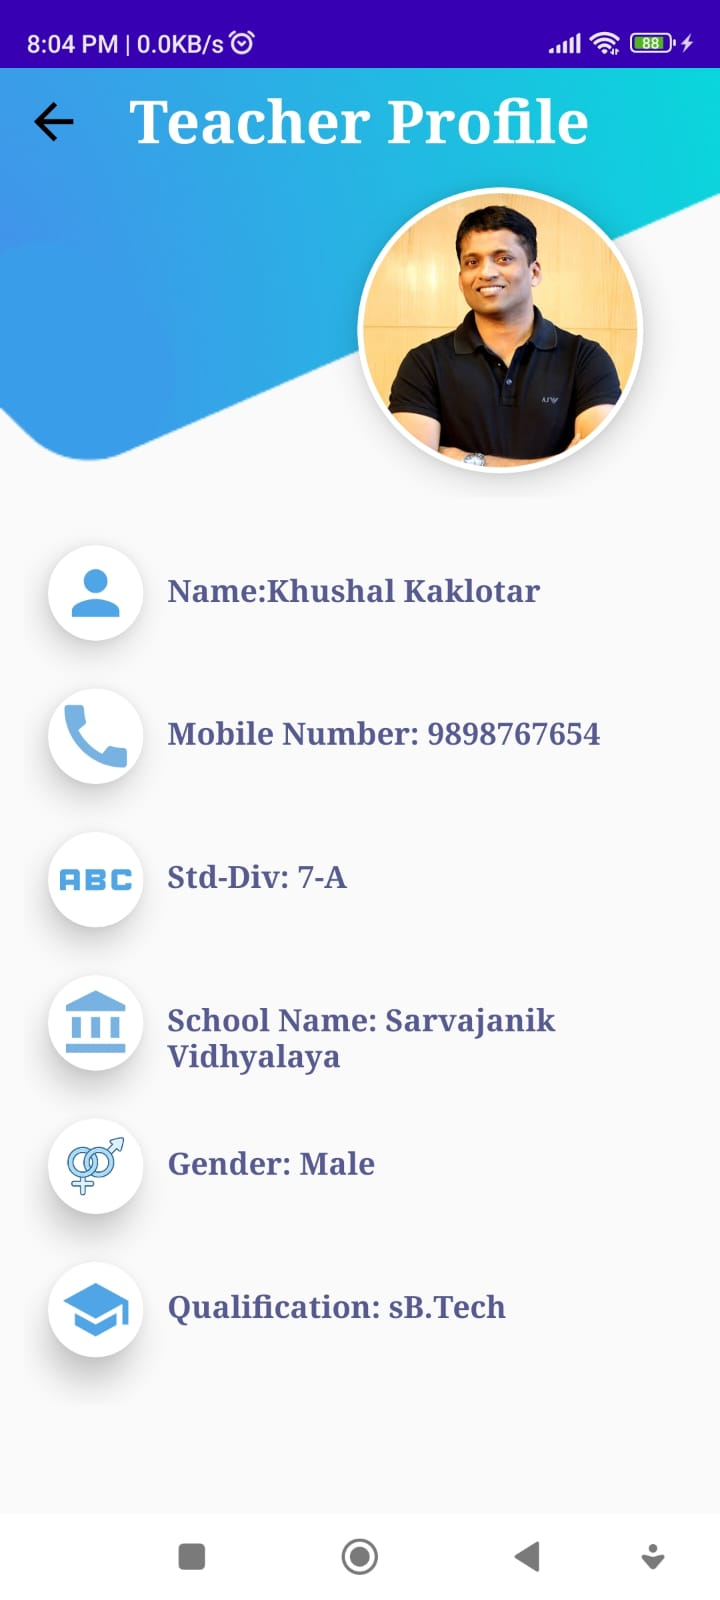 8:04 PM | 0.0KB/s
88
Teacher Profile
Name:Khushal Kaklotar
Mobile Number: 9898767654
ABC
Std-Div: 7-A
School Name: Sarvajanik
Vidhyalaya
Gender: Male
Qualification: sB.Tech